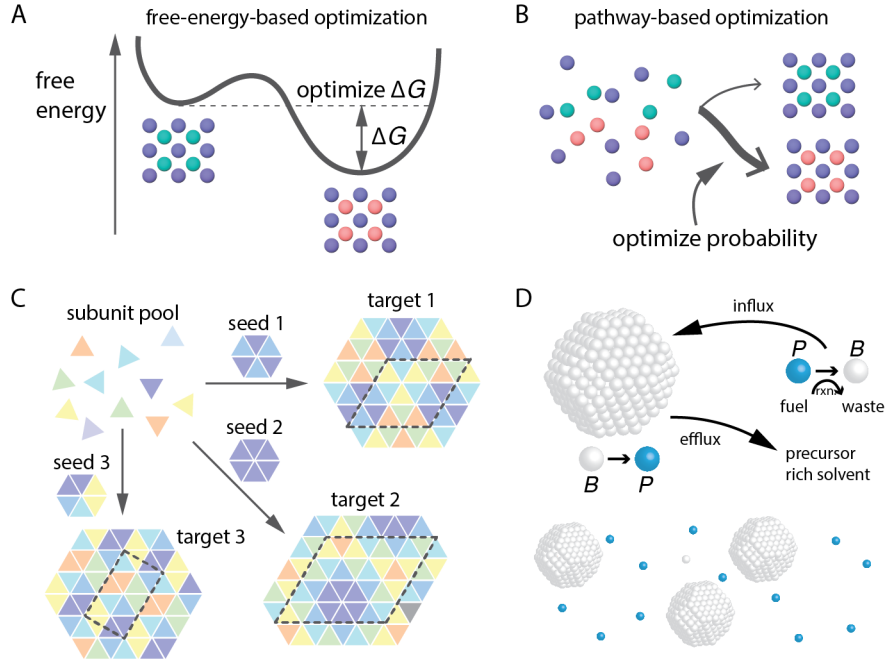 A
free-energy-based optimization
free
energy
optimize ΔG
ΔG
B
pathway-based optimization
optimize probability
C
subunit pool
seed 1
target 1
seed 2
seed 3
target 2
target 3
D
influx
P
B
rxn
fuel
waste
efflux
B
P
precursor
rich solvent